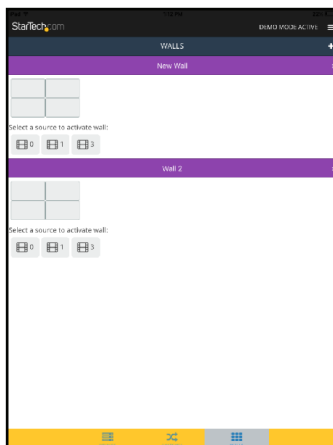 StarTech.com
DEMO MODE ACTIVE
WALLS
New Wall
Select a source to activate wall:
0 1 3
Wall 2
Select a source to activate wall:
0 1 3